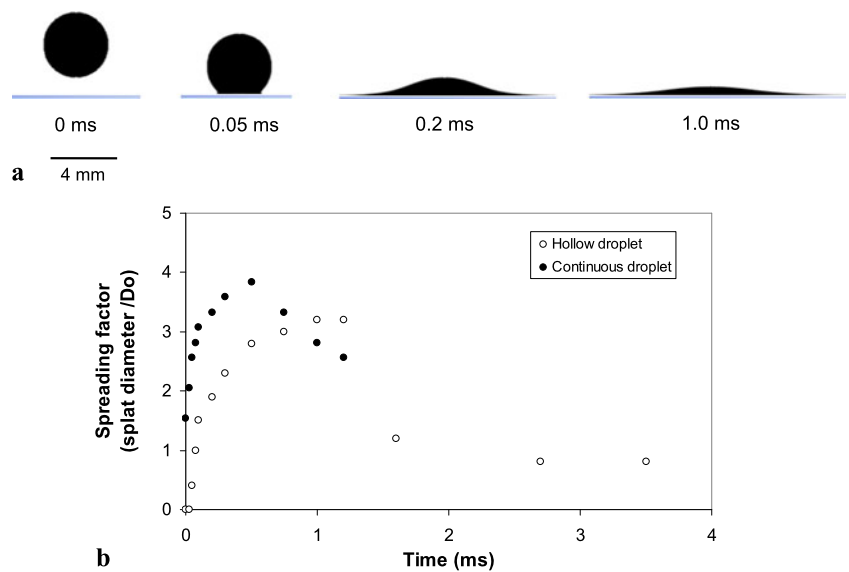 0 ms
0.05 ms
0.2 ms
1.0 ms
a
4 mm
5
4
3
2
1
0
Spreading factor
(splat diameter /Do)
Hollow droplet
Continuous droplet
0
1
2
3
4
b
Time (ms)